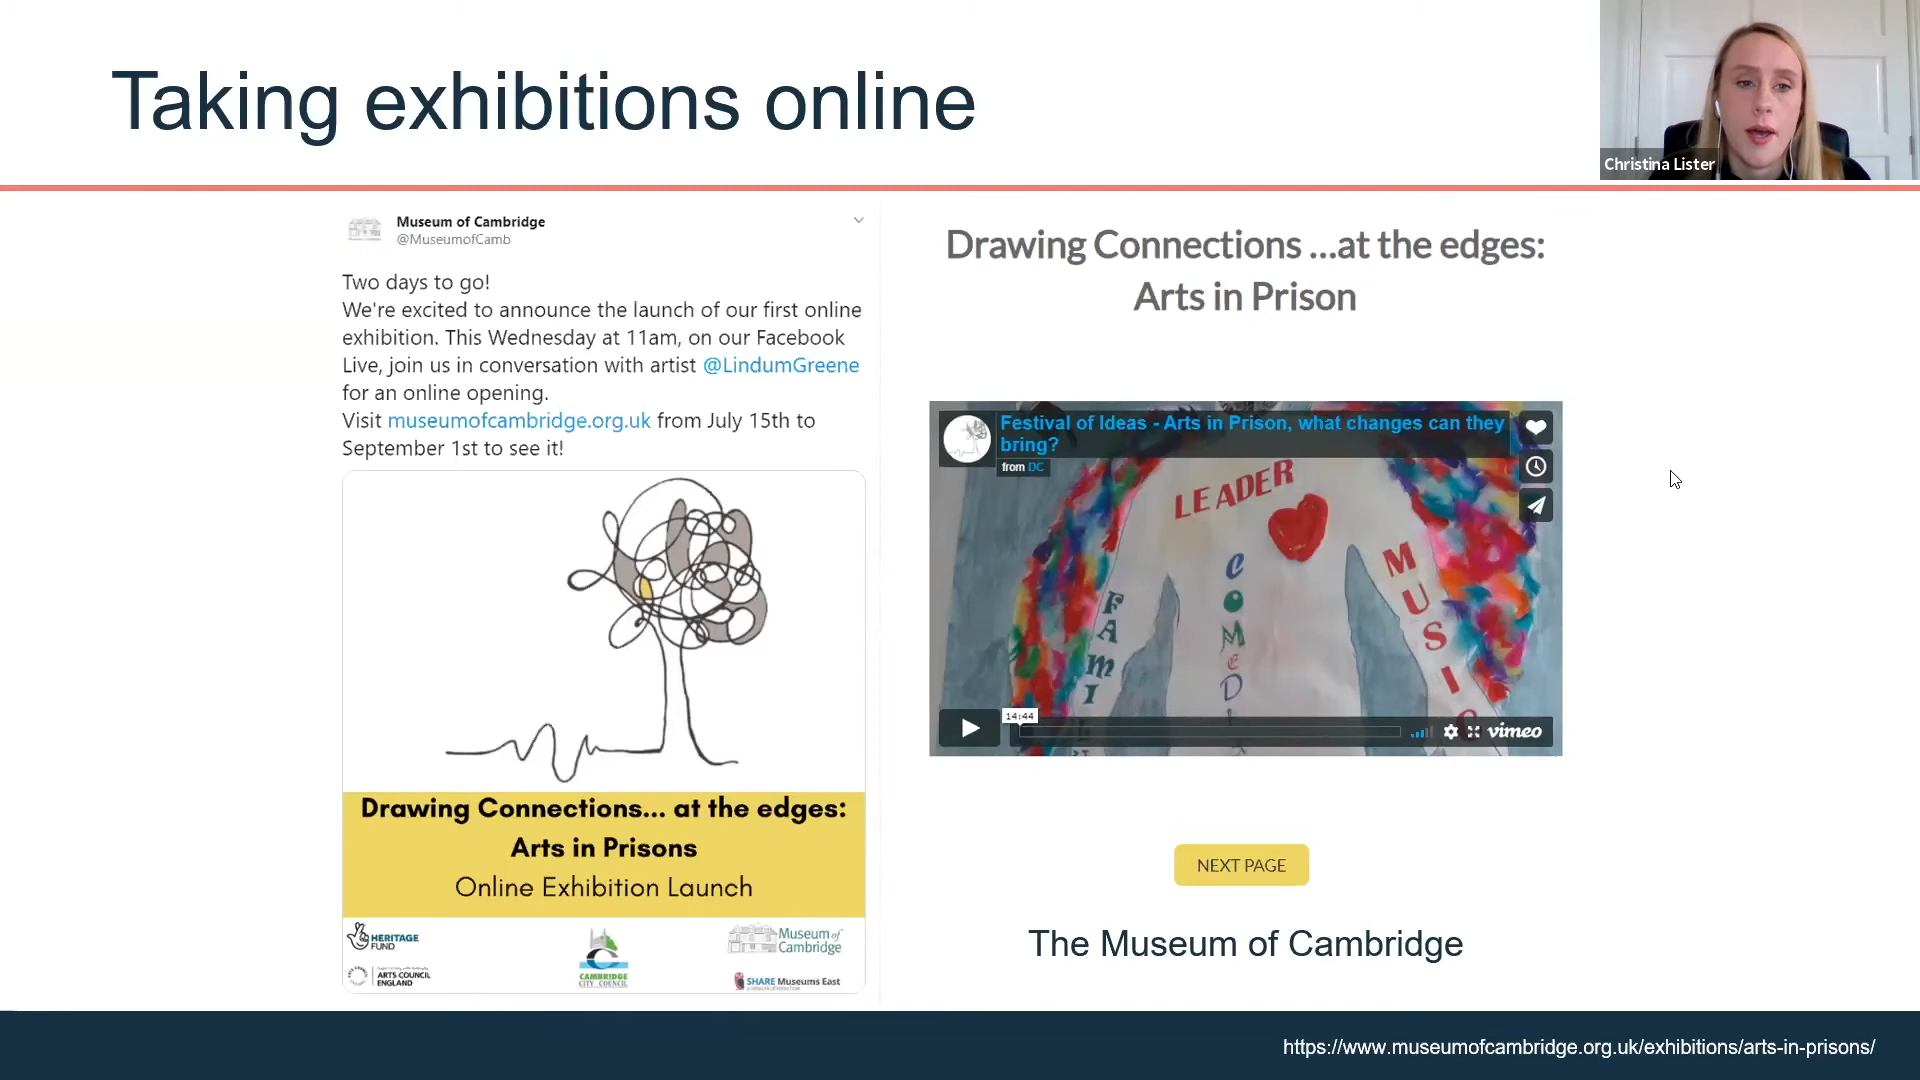 Taking exhibitions online
Christina Lister
Museum of Cambridge
@MuseumofCamb
Two days to go!
We're excited to announce the launch of our first online
exhibition. This Wednesday at 11am, on our Facebook
Live, join us in conversation with artist @LindumGreene
for an online opening.
Visit museumofcambridge.org.uk from July 15th to
September 1st to see it!
Drawing Connections... at the edges:
Arts in Prisons
Online Exhibition Launch
HERITAGE
FUND
ARTS COUNCIL
ENGLAND
CAMBRIDGE
CITY COUNCIL
Museum of
Cambridge
SHARE Museums East
Drawing Connections ...at the edges:
Arts in Prison
Festival of Ideas - Arts in Prison, what changes can they
bring?
from DC
LEADER
FAMI
COMEDI
MUSIC
14:44
vimeo
NEXT PAGE
The Museum of Cambridge
https://www.museumofcambridge.org.uk/exhibitions/arts-in-prisons/